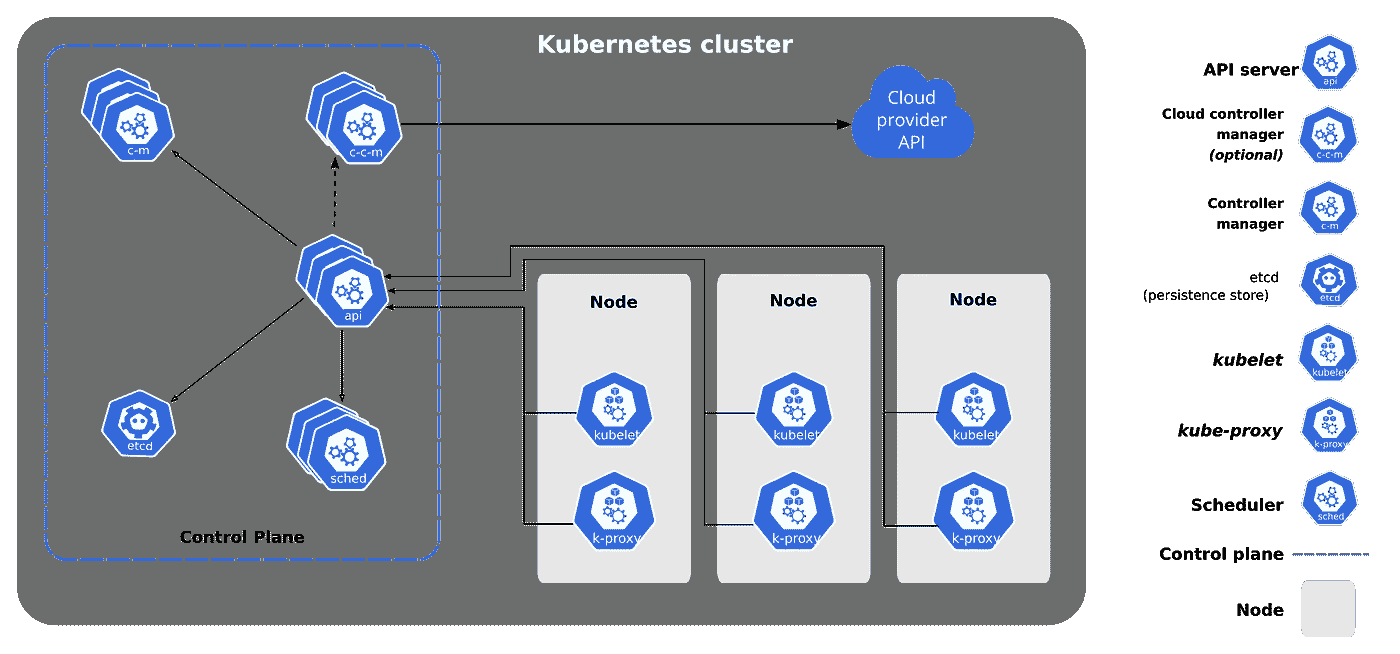 Kubernetes cluster
c-m
c-c-m
Cloud
provider
API
api
etcd
sched
Control Plane
Node
kubelet
k-proxy
Node
kubelet
k-proxy
Node
kubelet
k-proxy
API server
api
Cloud controller
manager
(optional)
c-c-m
Controller
manager
c-m
etcd
(persistence store)
etcd
kubelet
kubelet
kube-proxy
k-proxy
Scheduler
sched
Control plane
Node